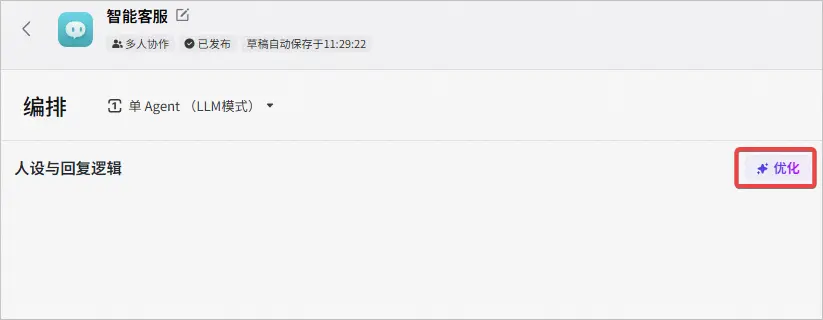 智能客服
多人协作 已发布 草稿自动保存于11:29:22
编排 单 Agent （LLM模式）
人设与回复逻辑 优化